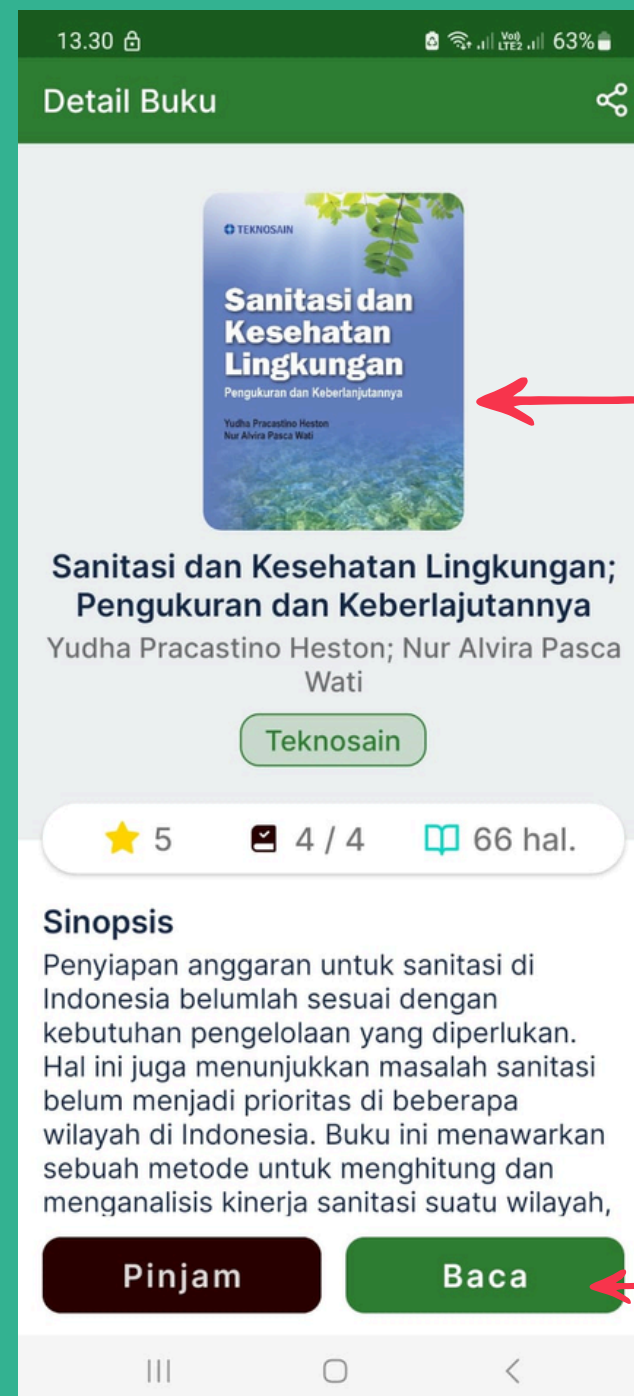 13.30
Vo))
LTE2
63%
Detail Buku
TEKNOSAIN
Sanitasi dan
Kesehatan
Lingkungan
Pengukuran dan Keberlanjutannya
Yudha Pracastino Heston
Nur Alvira Pasca Wati
Sanitasi dan Kesehatan Lingkungan;
Pengukuran dan Keberlajutannya
Yudha Pracastino Heston; Nur Alvira Pasca
Wati
Teknosain
5 4 / 4 66 hal.
Sinopsis
Penyiapan anggaran untuk sanitasi di
Indonesia belumlah sesuai dengan
kebutuhan pengelolaan yang diperlukan.
Hal ini juga menunjukkan masalah sanitasi
belum menjadi prioritas di beberapa
wilayah di Indonesia. Buku ini menawarkan
sebuah metode untuk menghitung dan
menganalisis kinerja sanitasi suatu wilayah,
Pinjam Baca